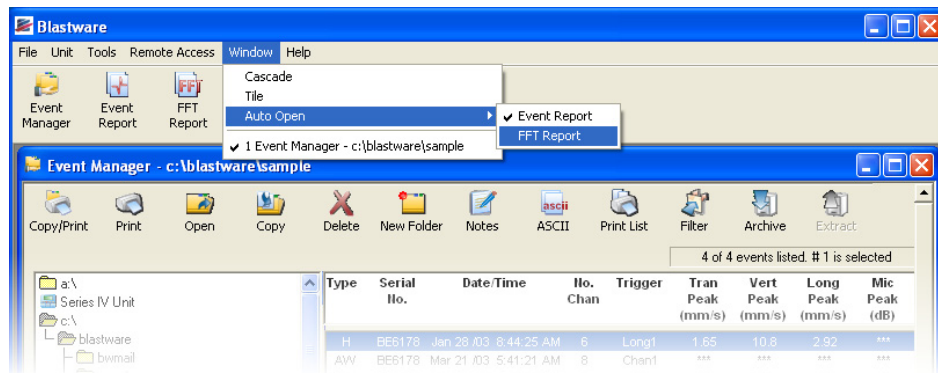 Blastware
File Unit Tools Remote Access Window Help
Cascade
Tile
Auto Open
Event Report
FFT Report
1 Event Manager - c:\blastware\sample
Event Manager
Event Report
FFT Report
Event Manager - c:\blastware\sample
Copy/Print Print Open Copy Delete New Folder Notes ASCII Print List Filter Archive Extract
4 of 4 events listed. # 1 is selected
a:\
Series IV Unit
c:\
blastware
bwmail
Type Serial No. Date/Time No. Chan Trigger Tran Peak (mm/s) Vert Peak (mm/s) Long Peak (mm/s) Mic Peak (dB)
H BE6178 Jan 28 /03 8:44:25 AM 6 Long1 1.65 10.8 2.92 ***
AW BE6178 Mar 21 /03 5:41:21 AM 8 Chan1 *** *** *** ***